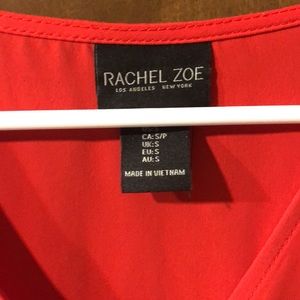 RACHEL ZOE
LOS ANGELES NEW YORK
CA: S/P
UK: S
EU: S
AU: S
MADE IN VIETNAM